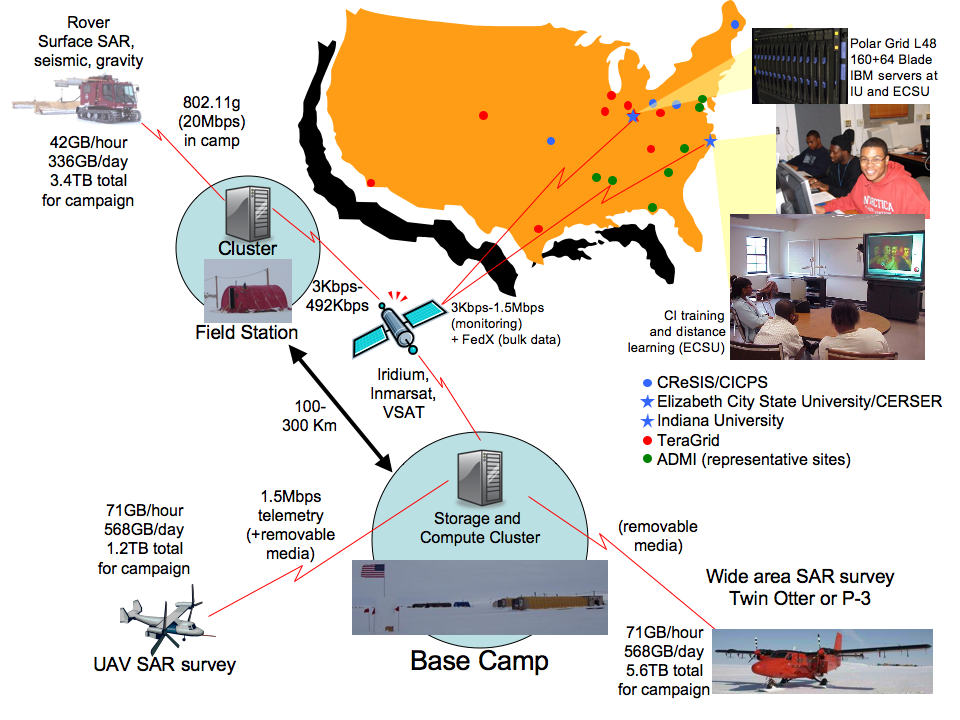 Rover
Surface SAR,
seismic, gravity
42GB/hour
336GB/day
3.4TB total
for campaign
802.11g
(20Mbps)
in camp
Cluster
Field Station
3Kbps-
492Kbps
3Kbps-1.5Mbps
(monitoring)
+ FedX (bulk data)
Iridium,
Inmarsat,
VSAT
100-
300 Km
Polar Grid L48
160+64 Blade
IBM servers at
IU and ECSU
CI training
and distance
learning (ECSU)
CReSIS/CICPS
Elizabeth City State University/CERSER
Indiana University
TeraGrid
ADMI (representative sites)
71GB/hour
568GB/day
1.2TB total
for campaign
1.5Mbps
telemetry
(+removable
media)
UAV SAR survey
Storage and
Compute Cluster
Base Camp
(removable
media)
Wide area SAR survey
Twin Otter or P-3
71GB/hour
568GB/day
5.6TB total
for campaign